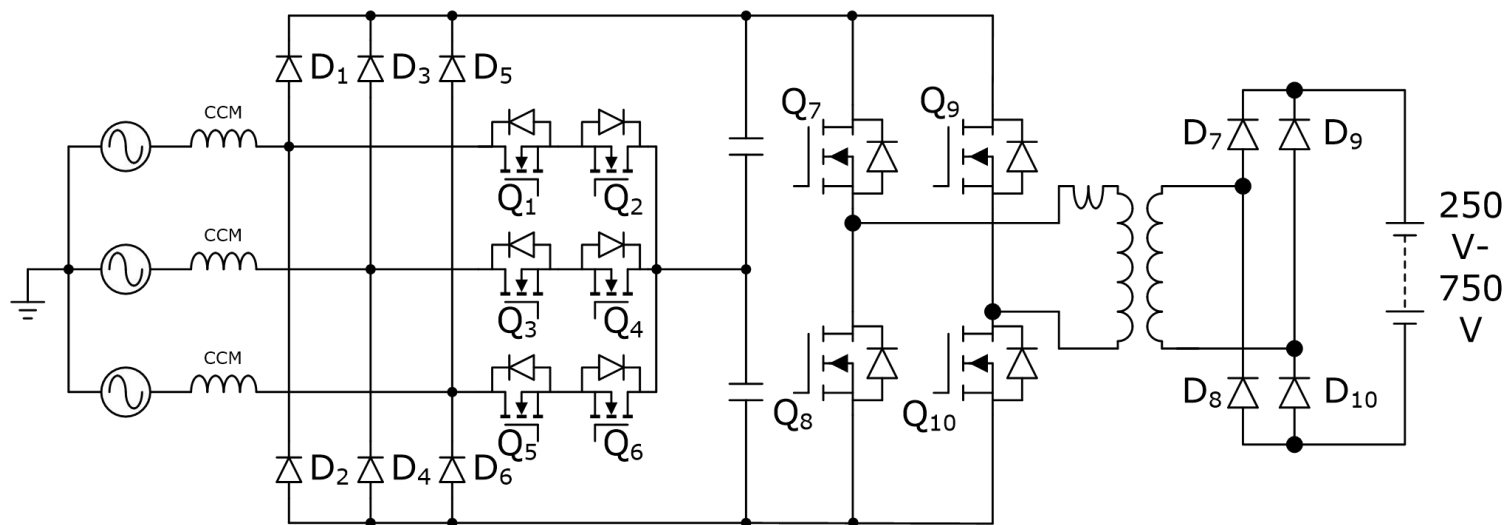 D₁
D₃
D₅
CCM
Q₁
Q₂
CCM
Q₃
Q₄
CCM
Q₅
Q₆
D₂
D₄
D₆
Q₇
Q₉
Q₈
Q₁₀
D₇
D₉
D₈
D₁₀
250
V-
750
V